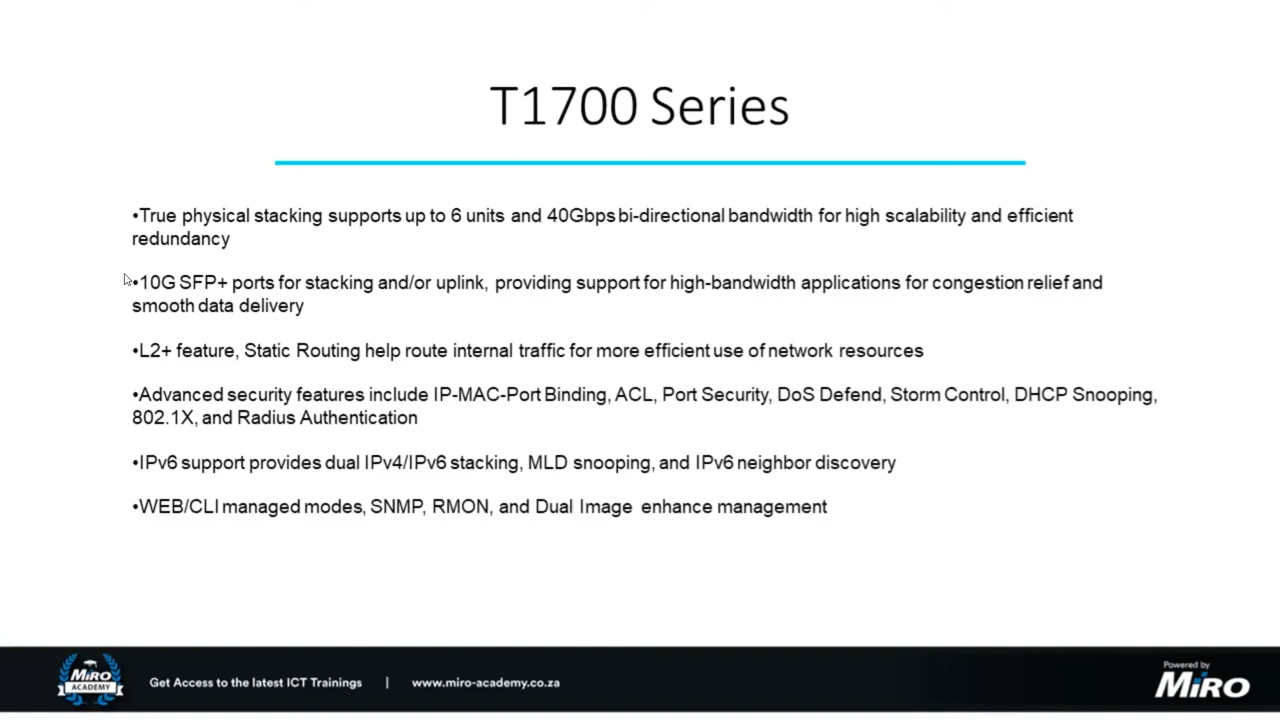 T1700 Series
•True physical stacking supports up to 6 units and 40Gbps bi-directional bandwidth for high scalability and efficient
redundancy
•10G SFP+ ports for stacking and/or uplink, providing support for high-bandwidth applications for congestion relief and
smooth data delivery
•L2+ feature, Static Routing help route internal traffic for more efficient use of network resources
•Advanced security features include IP-MAC-Port Binding, ACL, Port Security, DoS Defend, Storm Control, DHCP Snooping,
802.1X, and Radius Authentication
•IPv6 support provides dual IPv4/IPv6 stacking, MLD snooping, and IPv6 neighbor discovery
•WEB/CLI managed modes, SNMP, RMON, and Dual Image enhance management
MiRO
ACADEMY
Get Access to the latest ICT Trainings | www.miro-academy.co.za
Powered by
MiRO